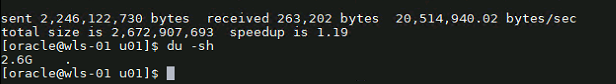 sent 2,246,122,730 bytes  received 263,202 bytes  20,514,940.02 bytes/sec
total size is 2,672,907,693  speedup is 1.19
[oracle@wls-01 u01]$ du -sh
2.6G    .
[oracle@wls-01 u01]$